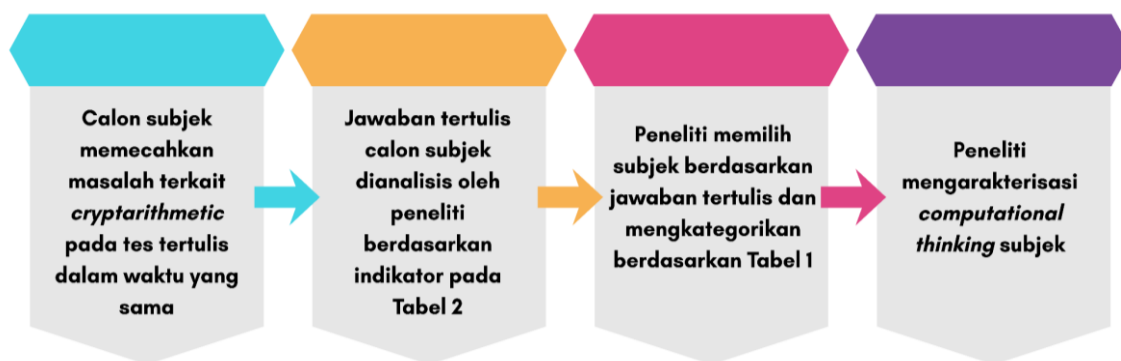 Calon subjek
memecahkan
masalah terkait
cryptarithmetic
pada tes tertulis
dalam waktu yang
sama
Jawaban tertulis
calon subjek
dianalisis oleh
peneliti
berdasarkan
indikator pada
Tabel 2
Peneliti memilih
subjek berdasarkan
jawaban tertulis dan
mengkategorikan
berdasarkan Tabel 1
Peneliti
mengarakterisasi
computational
thinking subjek